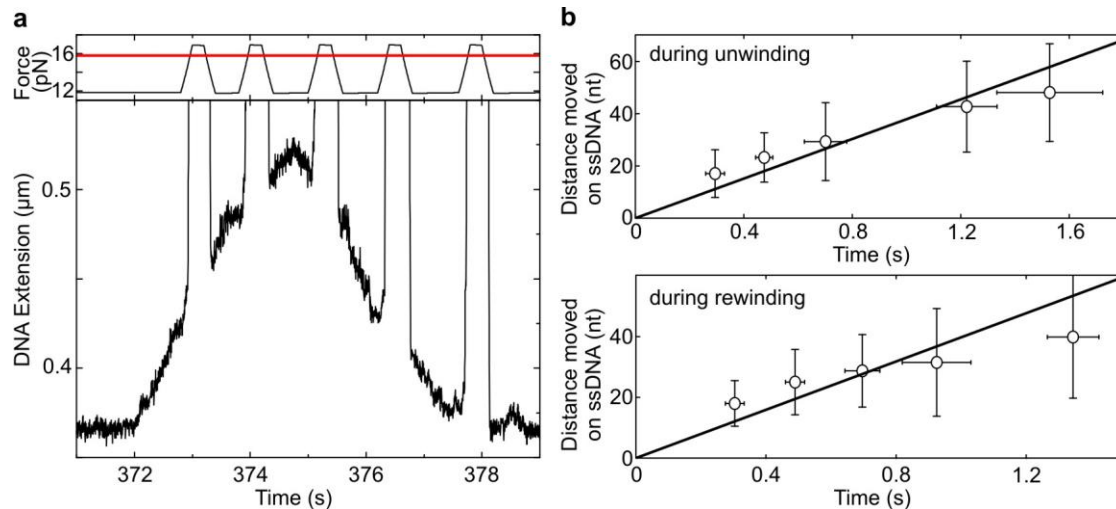 a
Force
(pN)
16
12
DNA Extension (μm)
0.5
0.4
372 374 376 378
Time (s)
b
during unwinding
Distance moved
on ssDNA (nt)
60
40
20
0
0.4 0.8 1.2 1.6
Time (s)
during rewinding
Distance moved
on ssDNA (nt)
40
20
0
0 0.4 0.8 1.2
Time (s)